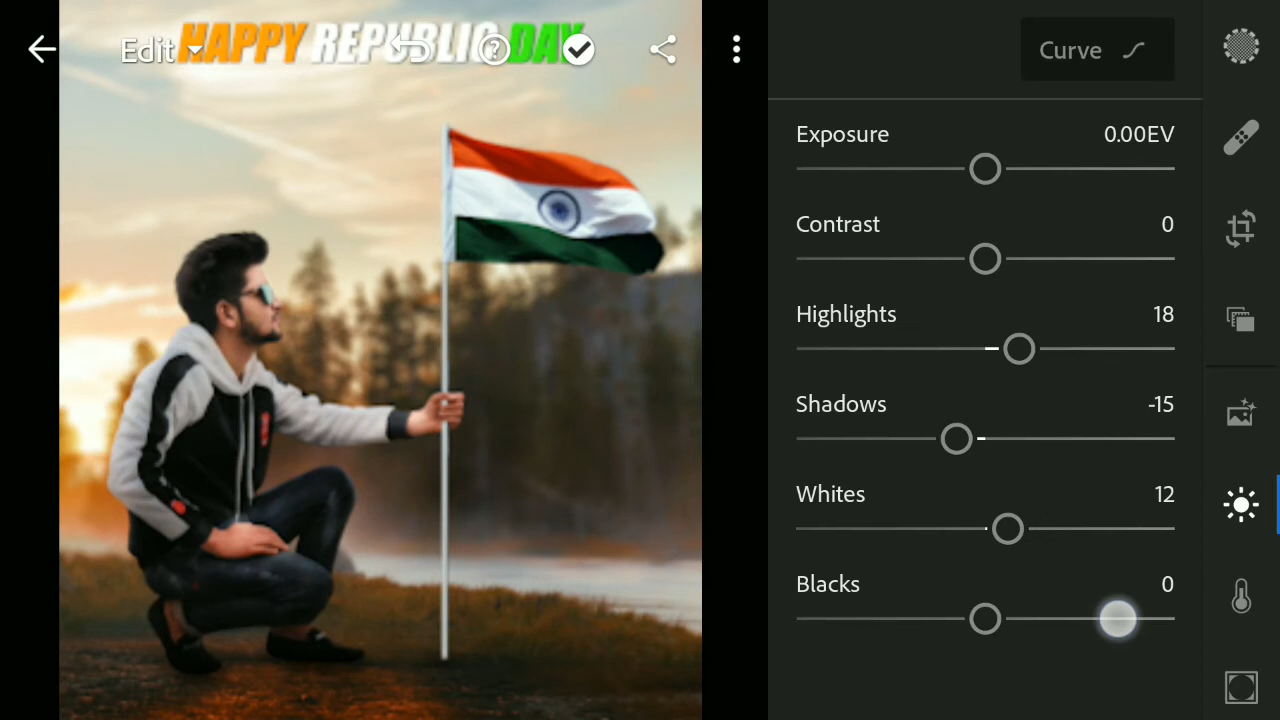 HAPPY REPUBLIC DAY
Edit
?
Curve
Exposure 0.00EV
Contrast 0
Highlights 18
Shadows -15
Whites 12
Blacks 0